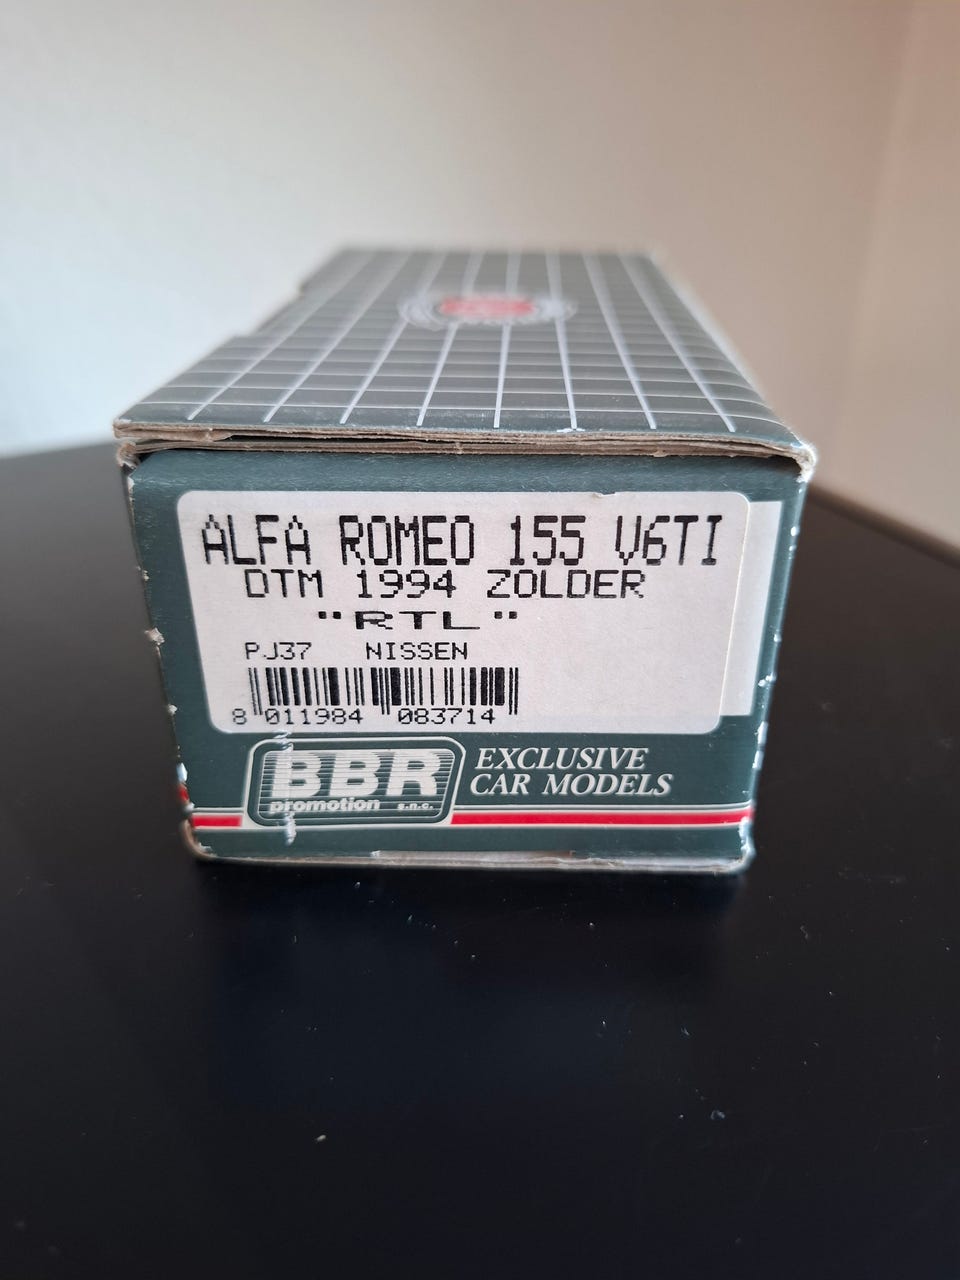 ALFA ROMEO 155 V6TI
DTM 1994 ZOLDER
"RTL"
PJ37 NISSEN
8 011984 083714
BBR
promotion s.n.c.
EXCLUSIVE
CAR MODELS